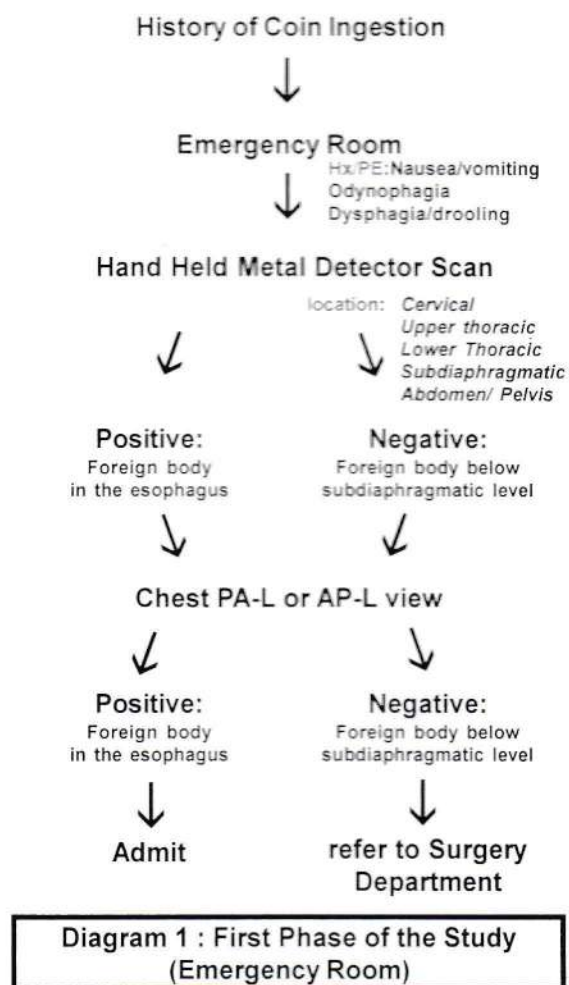 History of Coin Ingestion
Emergency Room
Hx/PE:Nausea/vomiting
Odynophagia
Dysphagia/drooling
Hand Held Metal Detector Scan
location: Cervical
Upper thoracic
Lower Thoracic
Subdiaphragmatic
Abdomen/ Pelvis
Positive:
Foreign body
in the esophagus
Negative:
Foreign body below
subdiaphragmatic level
Chest PA-L or AP-L view
Positive:
Foreign body
in the esophagus
Negative:
Foreign body below
subdiaphragmatic level
Admit
refer to Surgery
Department
Diagram 1 : First Phase of the Study
(Emergency Room)